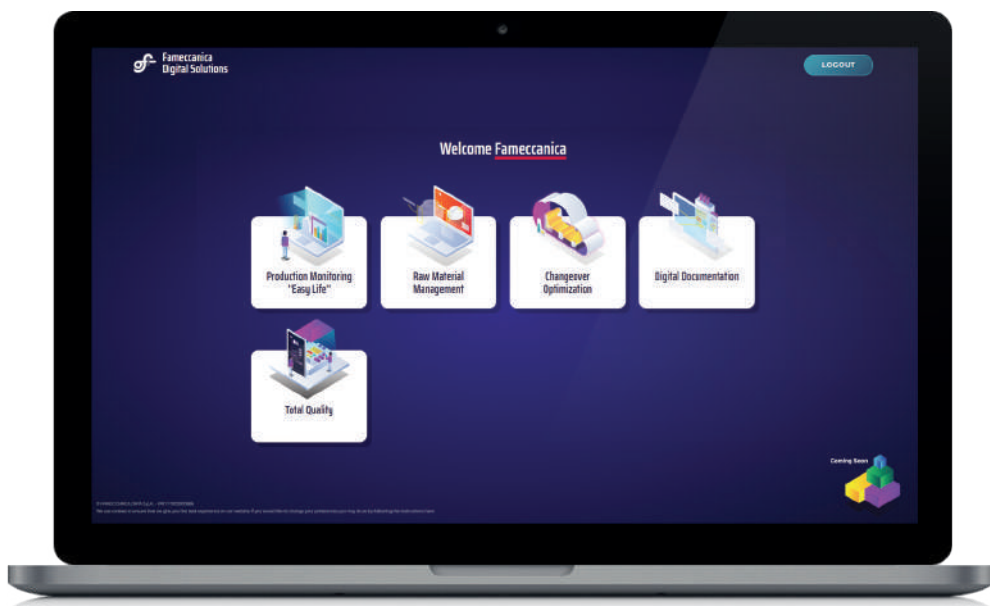 Fameccanica
Digital Solutions
LOGOUT
Welcome Fameccanica
Production Monitoring
"Easy Life"
Raw Material
Management
Changeover
Optimization
Digital Documentation
Total Quality
Coming Soon